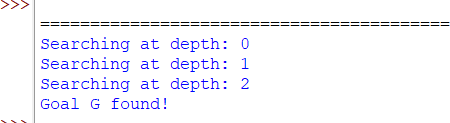 >>>
=========================================
Searching at depth: 0
Searching at depth: 1
Searching at depth: 2
Goal G found!
>>>